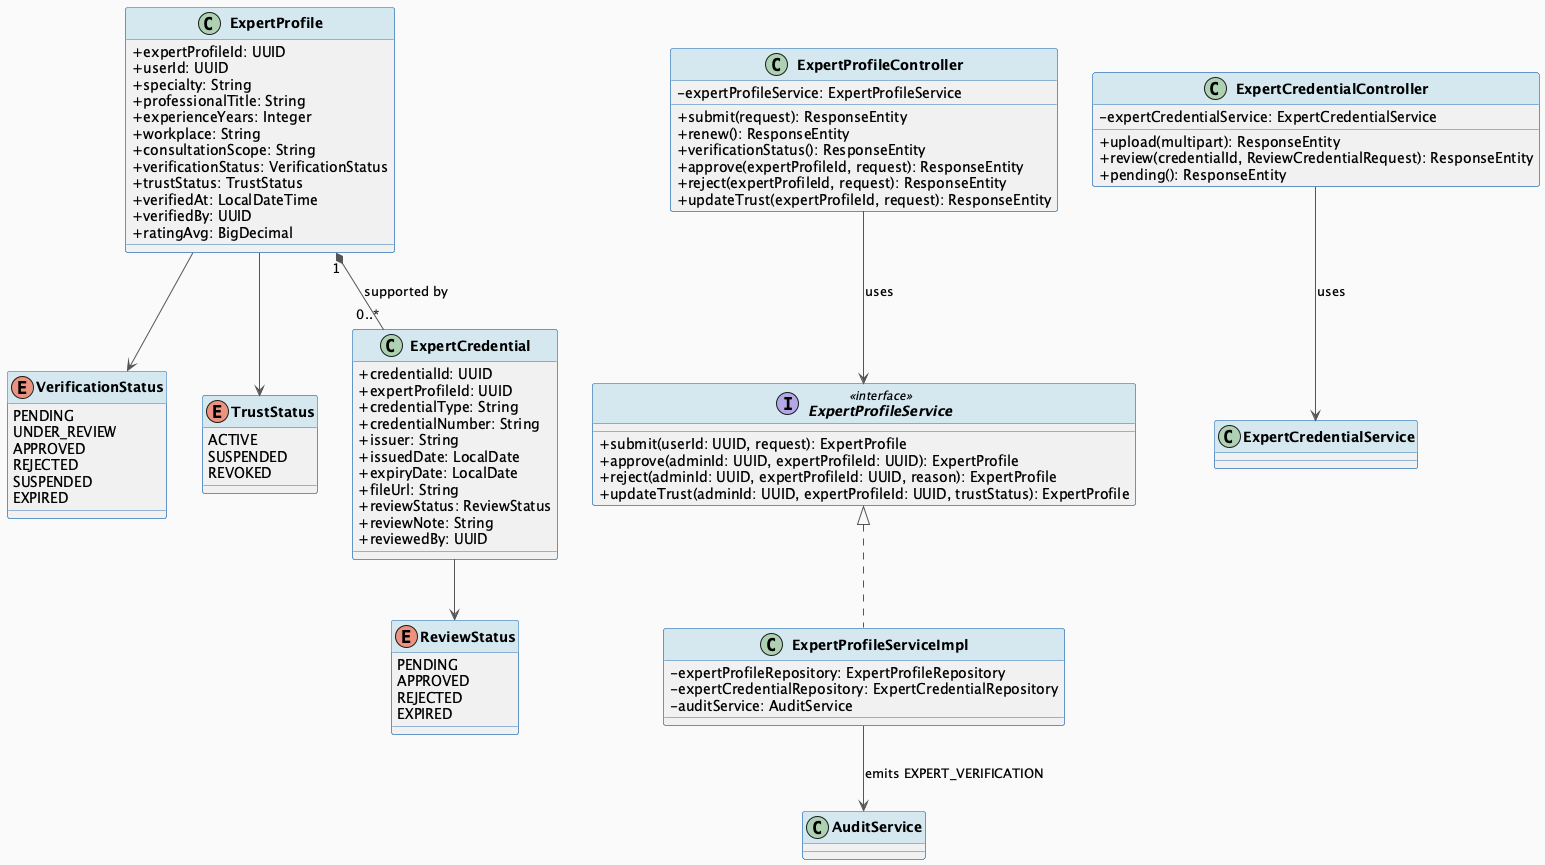 C ExpertProfile
+expertProfileId: UUID
+userId: UUID
+specialty: String
+professionalTitle: String
+experienceYears: Integer
+workplace: String
+consultationScope: String
+verificationStatus: VerificationStatus
+trustStatus: TrustStatus
+verifiedAt: LocalDateTime
+verifiedBy: UUID
+ratingAvg: BigDecimal
C ExpertProfileController
-expertProfileService: ExpertProfileService
+submit(request): ResponseEntity
+renew(): ResponseEntity
+verificationStatus(): ResponseEntity
+approve(expertProfileId, request): ResponseEntity
+reject(expertProfileId, request): ResponseEntity
+updateTrust(expertProfileId, request): ResponseEntity
C ExpertCredentialController
-expertCredentialService: ExpertCredentialService
+upload(multipart): ResponseEntity
+review(credentialId, ReviewCredentialRequest): ResponseEntity
+pending(): ResponseEntity
1
supported by
0..*
uses
uses
E VerificationStatus
PENDING
UNDER_REVIEW
APPROVED
REJECTED
SUSPENDED
EXPIRED
E TrustStatus
ACTIVE
SUSPENDED
REVOKED
C ExpertCredential
+credentialId: UUID
+expertProfileId: UUID
+credentialType: String
+credentialNumber: String
+issuer: String
+issuedDate: LocalDate
+expiryDate: LocalDate
+fileUrl: String
+reviewStatus: ReviewStatus
+reviewNote: String
+reviewedBy: UUID
I «interface»
ExpertProfileService
+submit(userId: UUID, request): ExpertProfile
+approve(adminId: UUID, expertProfileId: UUID): ExpertProfile
+reject(adminId: UUID, expertProfileId: UUID, reason): ExpertProfile
+updateTrust(adminId: UUID, expertProfileId: UUID, trustStatus): ExpertProfile
C ExpertCredentialService
E ReviewStatus
PENDING
APPROVED
REJECTED
EXPIRED
C ExpertProfileServiceImpl
-expertProfileRepository: ExpertProfileRepository
-expertCredentialRepository: ExpertCredentialRepository
-auditService: AuditService
emits EXPERT_VERIFICATION
C AuditService